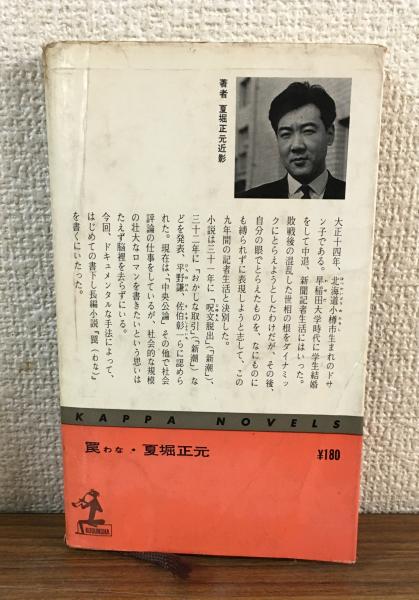 著者 夏堀正元近影
大正十四年、北海道小樽市生まれのドサ
ン子である。早稲田大学時代に学生結婚
をして中退、新聞記者生活にはいった。
敗戦後の混乱した世相の根をダイナミッ
クにとらえようとしたわけだが、その後、
自分の眼でとらえたものを、なにものに
も縛られずに表現しようと志して、この
九年間の記者生活と決別した。
小説は三十一年に「呪文脱出」(「新潮」)、
三十二年に「おかしな取引」(「新潮」)な
どを発表、平野謙、佐伯彰一らに認めら
れた。現在は、「中央公論」その他で社会
評論の仕事をしているが、社会的な規模
の壮大なロマンを書きたいという思いは
たえず脳裡を去らずにいる。
今回、ドキュメンタルな手法によって、
はじめての書下し長編小説『罠(わな)』
を書くにいたった。
KAPPA NOVELS
罠わな・夏堀正元
¥180
KOBUNSHA